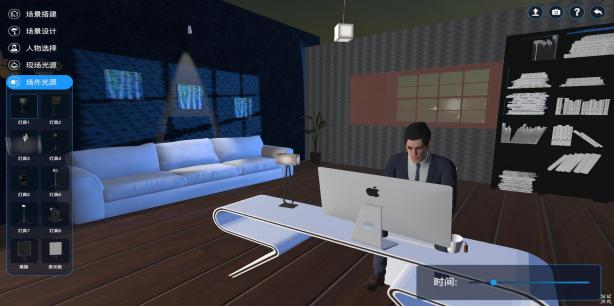 场景搭建
场景设计
人物选择
现场光源
场外光源
灯具1 灯具2
灯具3 灯具4
灯具5 灯具6
灯具7 灯具8
黑旗 柔光板
时间: